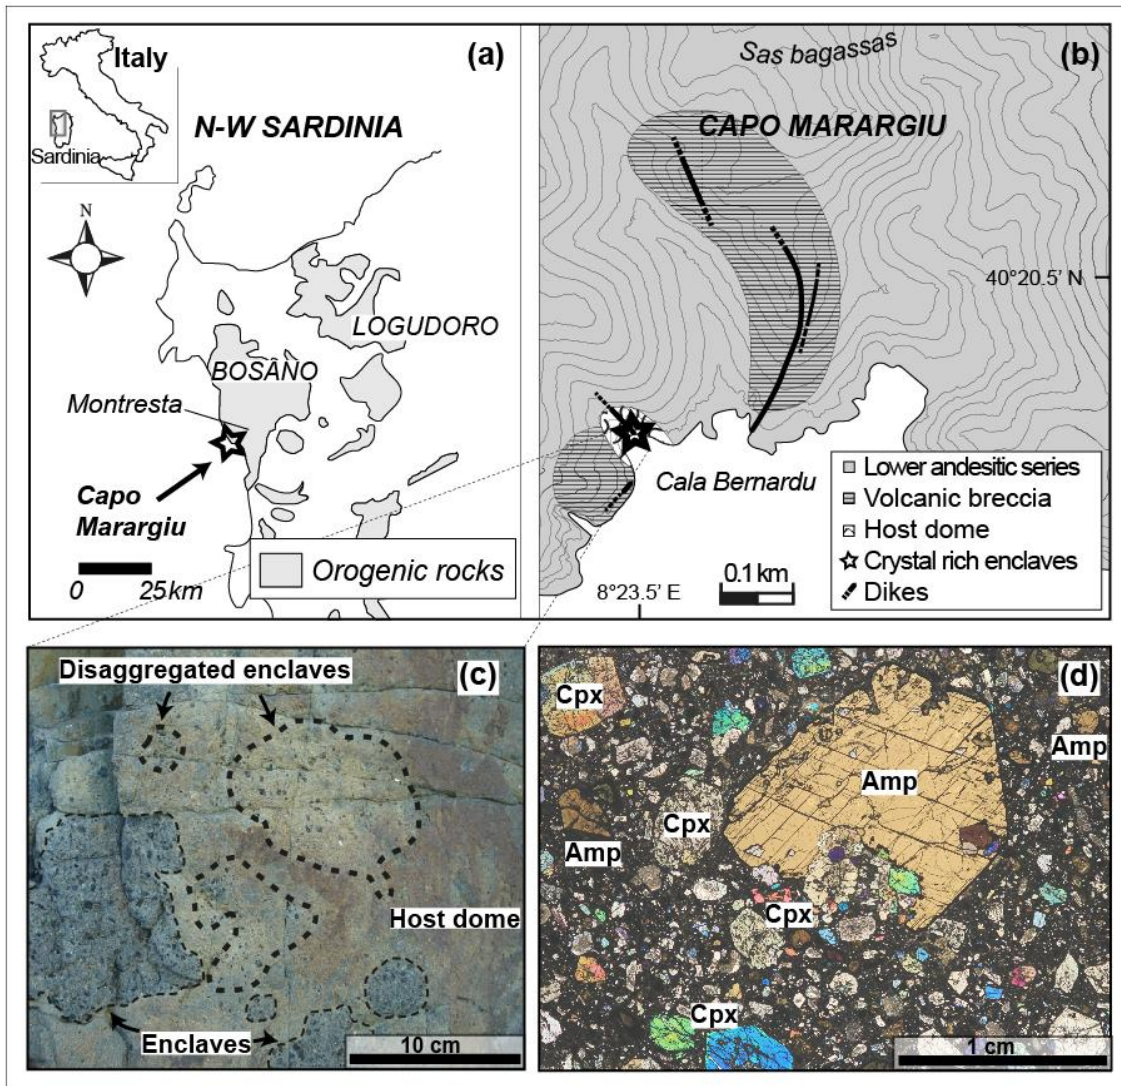 Italy
Sardinia
(a)
N-W SARDINIA
N
LOGUDORO
BOSÀNO
Montresta
Capo
Marargiu
0 25km
Orogenic rocks
Sas bagassas
(b)
CAPO MARARGIU
40°20.5' N
Cala Bernardu
8°23.5' E
0.1 km
Lower andesitic series
Volcanic breccia
Host dome
Crystal rich enclaves
Dikes
Disaggregated enclaves
(c)
Host dome
Enclaves
10 cm
(d)
Cpx
Amp
Amp
Cpx
Amp
Cpx
Cpx
1 cm